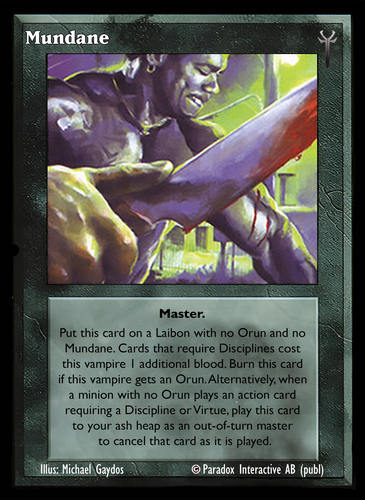 Mundane
Master.
Put this card on a Laibon with no Orun and no
Mundane. Cards that require Disciplines cost
this vampire 1 additional blood. Burn this card
if this vampire gets an Orun. Alternatively, when
a minion with no Orun plays an action card
requiring a Discipline or Virtue, play this card
to your ash heap as an out-of-turn master
to cancel that card as it is played.
Illus: Michael Gaydos © Paradox Interactive AB (publ)